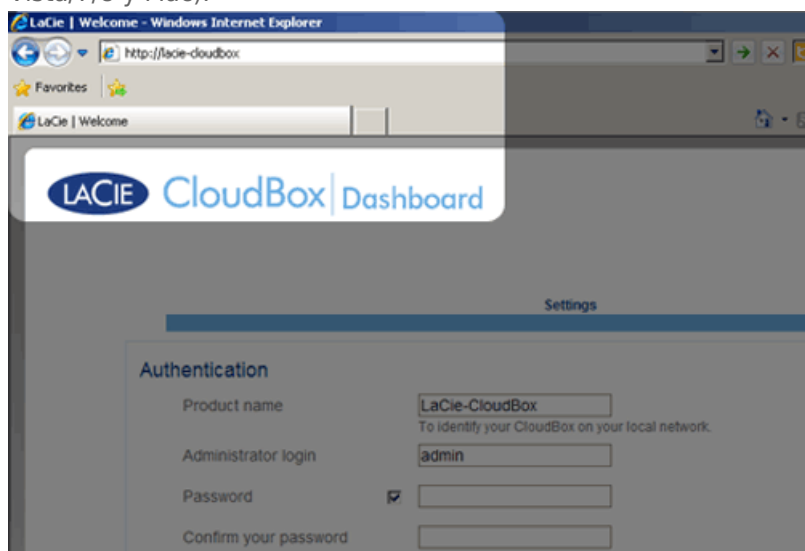 LaCie | Welcome - Windows Internet Explorer
http://lacie-cloudbox
Favorites
LaCie | Welcome
LACIE CloudBox Dashboard
Settings
Authentication
Product name LaCie-CloudBox
To identify your CloudBox on your local network.
Administrator login admin
Password
Confirm your password